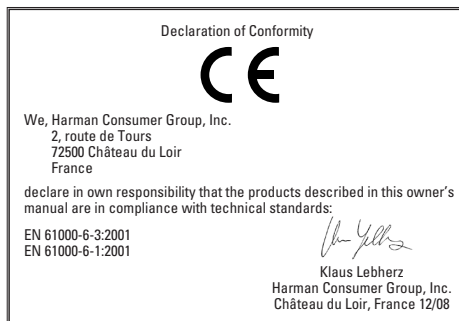 Declaration of Conformity
CE
We, Harman Consumer Group, Inc.
2, route de Tours
72500 Château du Loir
France
declare in own responsibility that the products described in this owner's
manual are in compliance with technical standards:
EN 61000-6-3:2001
EN 61000-6-1:2001
Klaus Lebherz
Harman Consumer Group, Inc.
Château du Loir, France 12/08